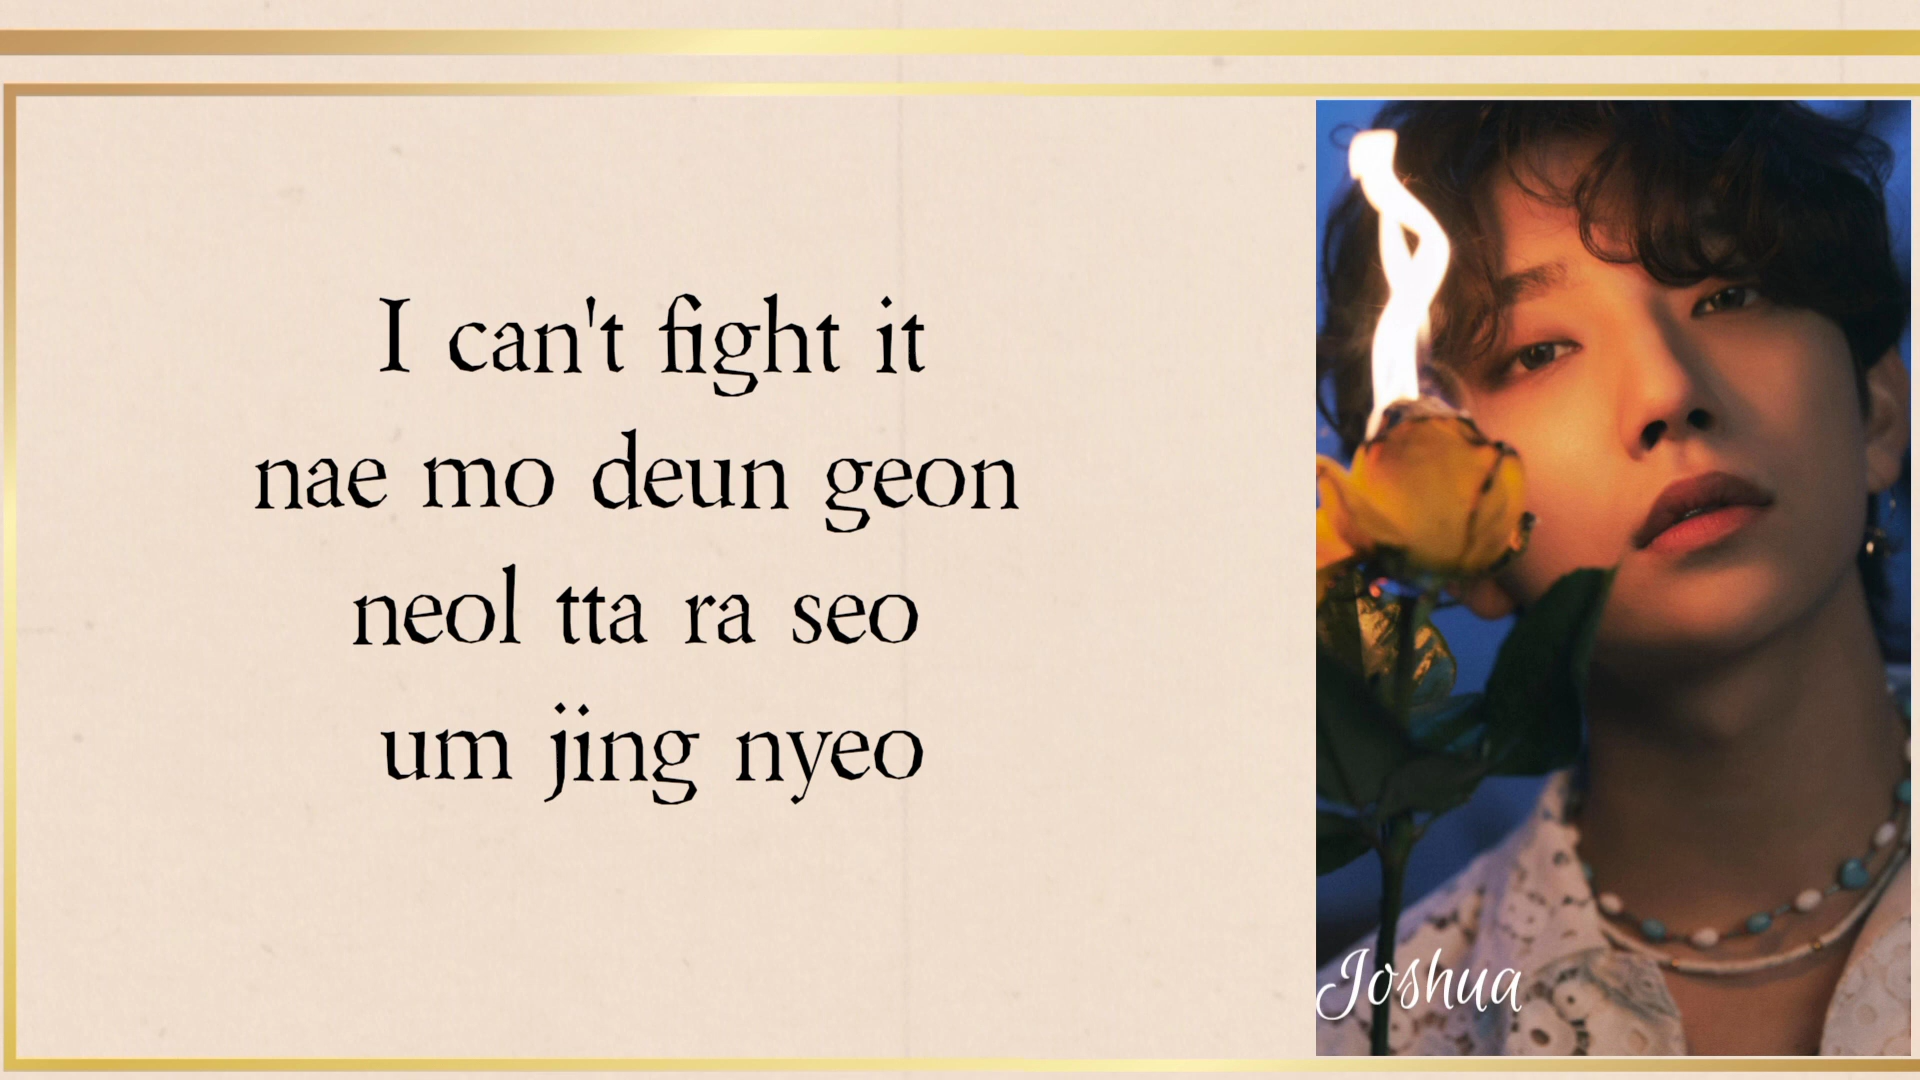 I can't fight it
nae mo deun geon
neol tta ra seo
um jing nyeo
Joshua